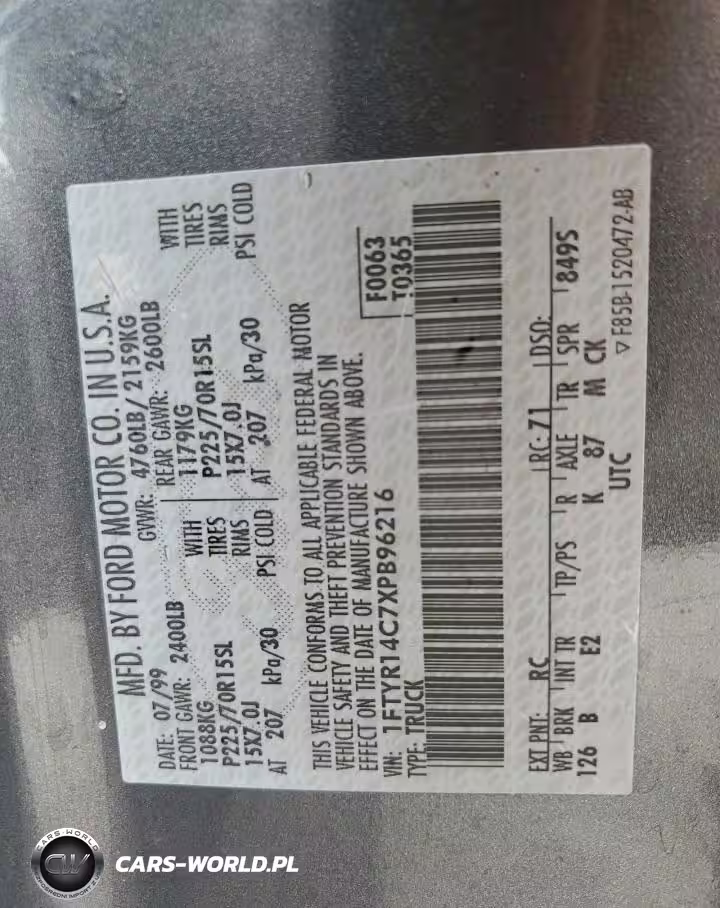 MFD. BY FORD MOTOR CO. IN U.S.A.
DATE: 07/99 GVWR: 4760LB/ 2159KG
FRONT GAWR: 2400LB REAR GAWR: 2600LB
1088KG WITH 1179KG WITH
P225/70R15SL TIRES P225/70R15SL TIRES
15X7.0J RIMS 15X7.0J RIMS
AT 207 kPa/30 PSI COLD AT 207 kPa/30 PSI COLD
THIS VEHICLE CONFORMS TO ALL APPLICABLE FEDERAL MOTOR
VEHICLE SAFETY AND THEFT PREVENTION STANDARDS IN
EFFECT ON THE DATE OF MANUFACTURE SHOWN ABOVE.
VIN: 1FTYR14C7XPB96216 F0063
TYPE: TRUCK T0365
EXT PNT: RC RC: 71 DSO:
WB BRK INT TR TP/PS R AXLE TR SPR 849S
126 B E2 K 87 M CK
UTC ▽ F85B-1520472-AB
CARS-WORLD
CW
CARS-WORLD.PL